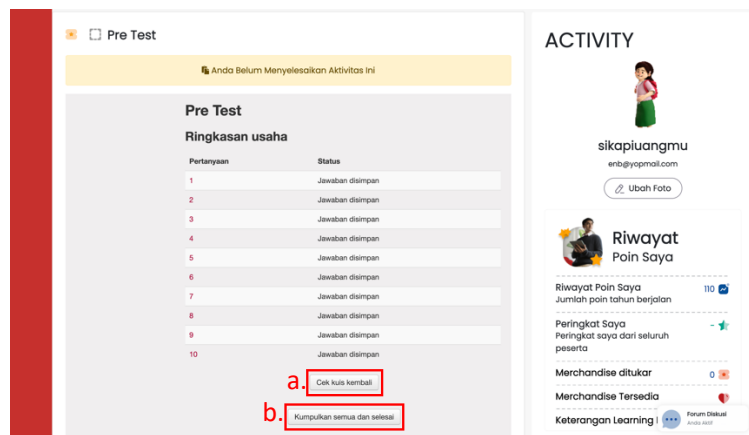 Pre Test
Anda Belum Menyelesaikan Aktivitas Ini
Pre Test
Ringkasan usaha
Pertanyaan Status
1 Jawaban disimpan
2 Jawaban disimpan
3 Jawaban disimpan
4 Jawaban disimpan
5 Jawaban disimpan
6 Jawaban disimpan
7 Jawaban disimpan
8 Jawaban disimpan
9 Jawaban disimpan
10 Jawaban disimpan
a. Cek kuis kembali
b. Kumpulkan semua dan selesai
ACTIVITY
sikapiuangmu
enb@yopmail.com
Ubah Foto
Riwayat
Poin Saya
Riwayat Poin Saya 110
Jumlah poin tahun berjalan
Peringkat Saya -
Peringkat saya dari seluruh
peserta
Merchandise ditukar 0
Merchandise Tersedia
Keterangan Learning
Forum Diskusi
Anda Aktif